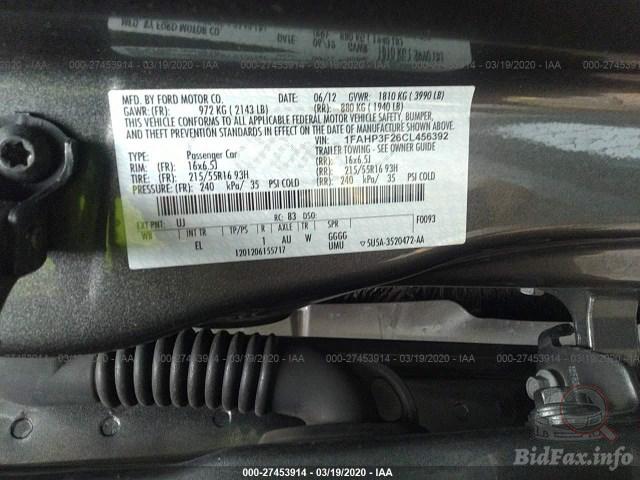 MFD. BY FORD MOTOR CO. DATE: 06/12 GVWR: 1810 KG ( 3990 LB)
GAWR:(FR): 972 KG ( 2143 LB) (RR): 880 KG ( 1940 LB)
THIS VEHICLE CONFORMS TO ALL APPLICABLE FEDERAL MOTOR VEHICLE SAFETY, BUMPER,
AND THEFT PREVENTION STANDARDS IN EFFECT ON THE DATE OF MANUFACTURE SHOWN ABOVE.
VIN: 1FAHP3F26CL456392
TYPE: Passenger Car TRAILER TOWING - SEE OWNER GUIDE
RIM: (FR): 16x6.5J (RR): 16x6.5J
TIRE: (FR): 215/55R16 93H (RR): 215/55R16 93H
PRESSURE: (FR): 240 kPa/ 35 PSI COLD (RR): 240 kPa/ 35 PSI COLD
EXT PNT: UJ RC: B3 DSO: F0093
WB INT TR TP/PS R AXLE TR SPR
EL I AU W GGGG
1201206155717 UMU 5U5A-3520472-AA
000-27453914 - 03/19/2020 - IAA
BidFax.info